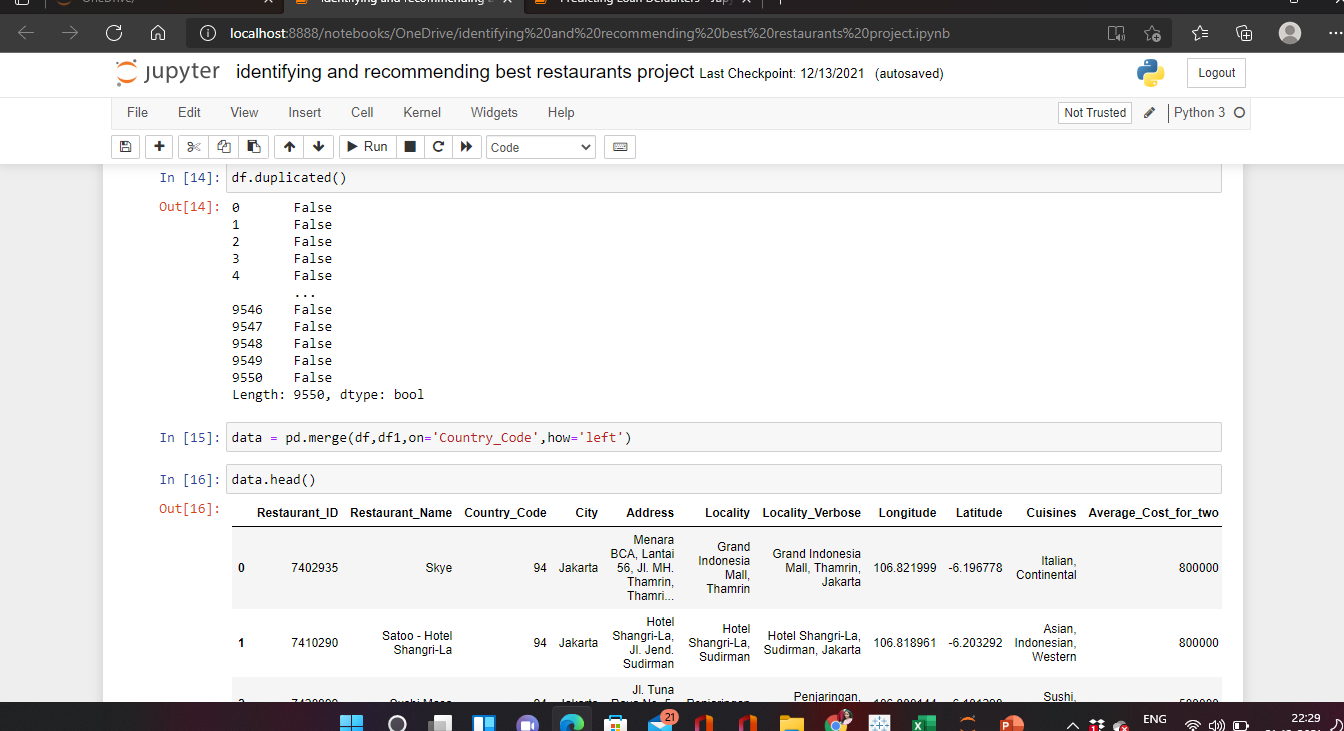 localhost:8888/notebooks/OneDrive/identifying%20and%20recommending%20best%20restaurants%20project.ipynb
jupyter identifying and recommending best restaurants project Last Checkpoint: 12/13/2021 (autosaved) Logout
File Edit View Insert Cell Kernel Widgets Help Not Trusted Python 3
Run Code
In [14]: df.duplicated()
Out[14]: 0 False
1 False
2 False
3 False
4 False
...
9546 False
9547 False
9548 False
9549 False
9550 False
Length: 9550, dtype: bool
In [15]: data = pd.merge(df,df1,on='Country_Code',how='left')
In [16]: data.head()
Out[16]:
Restaurant_ID Restaurant_Name Country_Code City Address Locality Locality_Verbose Longitude Latitude Cuisines Average_Cost_for_two
0 7402935 Skye 94 Jakarta Menara BCA, Lantai 56, Jl. MH. Thamrin, Thamri... Grand Indonesia Mall, Thamrin Grand Indonesia Mall, Thamrin, Jakarta 106.821999 -6.196778 Italian, Continental 800000
1 7410290 Satoo - Hotel Shangri-La 94 Jakarta Hotel Shangri-La, Jl. Jend. Sudirman Hotel Shangri-La, Sudirman Hotel Shangri-La, Sudirman, Jakarta 106.818961 -6.203292 Asian, Indonesian, Western 800000
Jl. Tuna Penjaringan, Sushi,
21 ENG 22:29